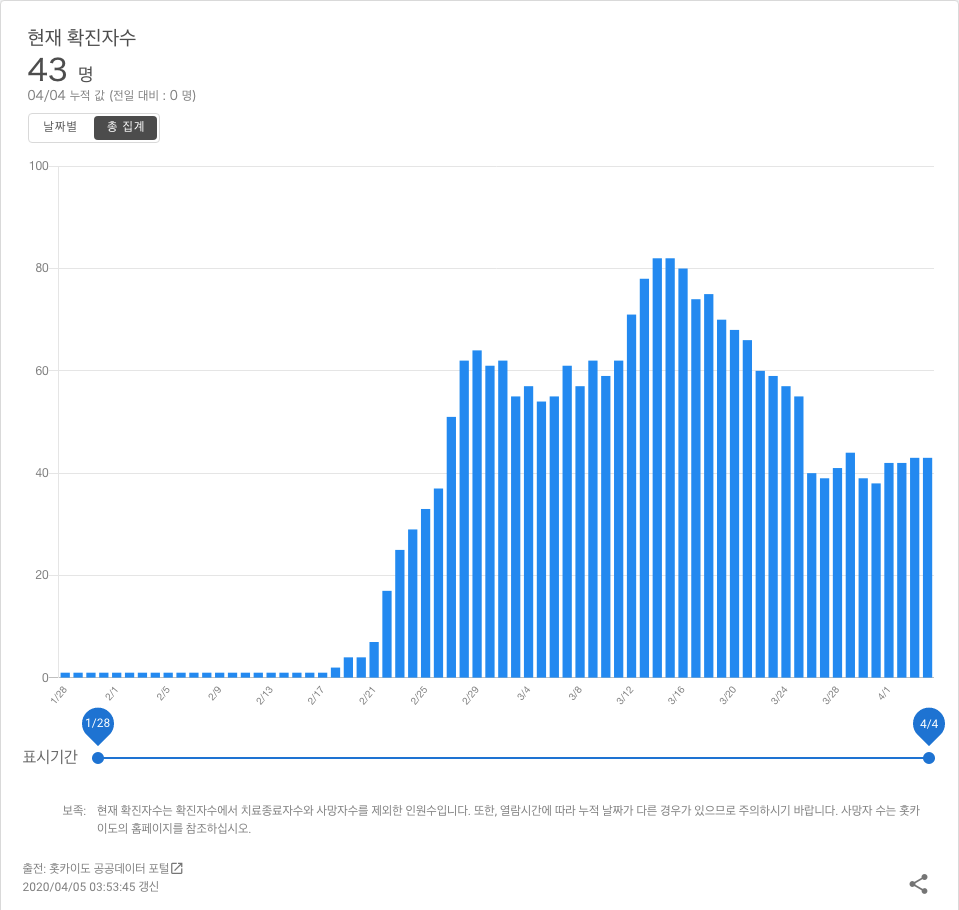 현재 확진자수
43 명
04/04 누적 값 (전일 대비 : 0 명)
날짜별 총 집계
100
80
60
40
20
0
1/28 2/1 2/5 2/9 2/13 2/17 2/21 2/25 2/29 3/4 3/8 3/12 3/16 3/20 3/24 3/28 4/1
1/28 4/4
표시기간
보족: 현재 확진자수는 확진자수에서 치료종료자수와 사망자수를 제외한 인원수입니다. 또한, 열람시간에 따라 누적 날짜가 다른 경우가 있으므로 주의하시기 바랍니다. 사망자 수는 홋카
이도의 홈페이지를 참조하십시오.
출전: 홋카이도 공공데이터 포털
2020/04/05 03:53:45 갱신